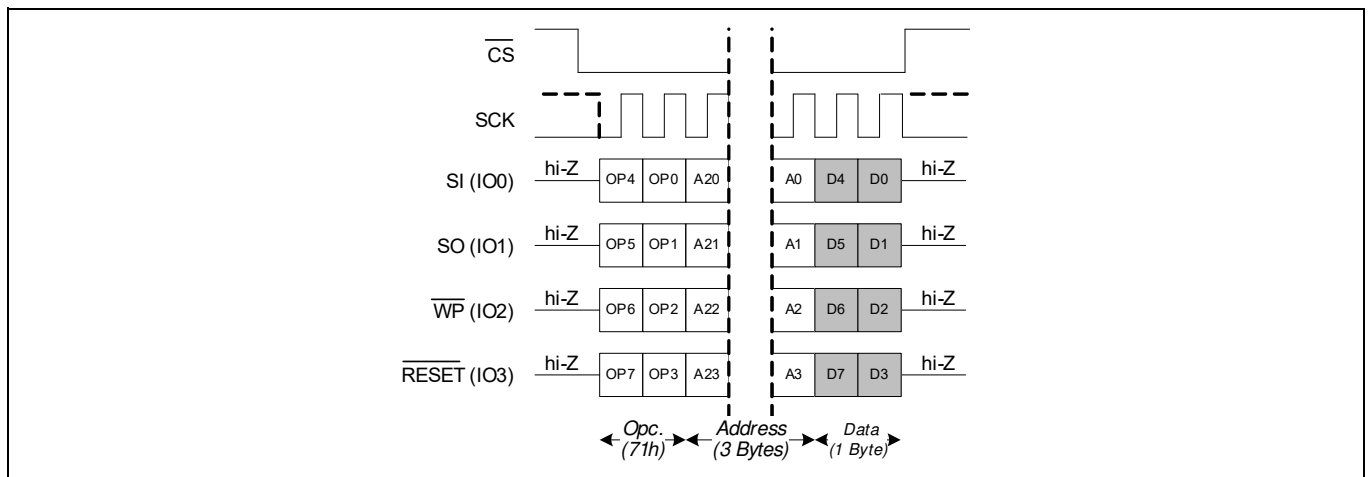 CS
SCK
SI (IO0) hi-Z OP4 OP0 A20 A0 D4 D0 hi-Z
SO (IO1) hi-Z OP5 OP1 A21 A1 D5 D1 hi-Z
WP (IO2) hi-Z OP6 OP2 A22 A2 D6 D2 hi-Z
RESET (IO3) hi-Z OP7 OP3 A23 A3 D7 D3 hi-Z
Opc. Address Data
(71h) (3 Bytes) (1 Byte)